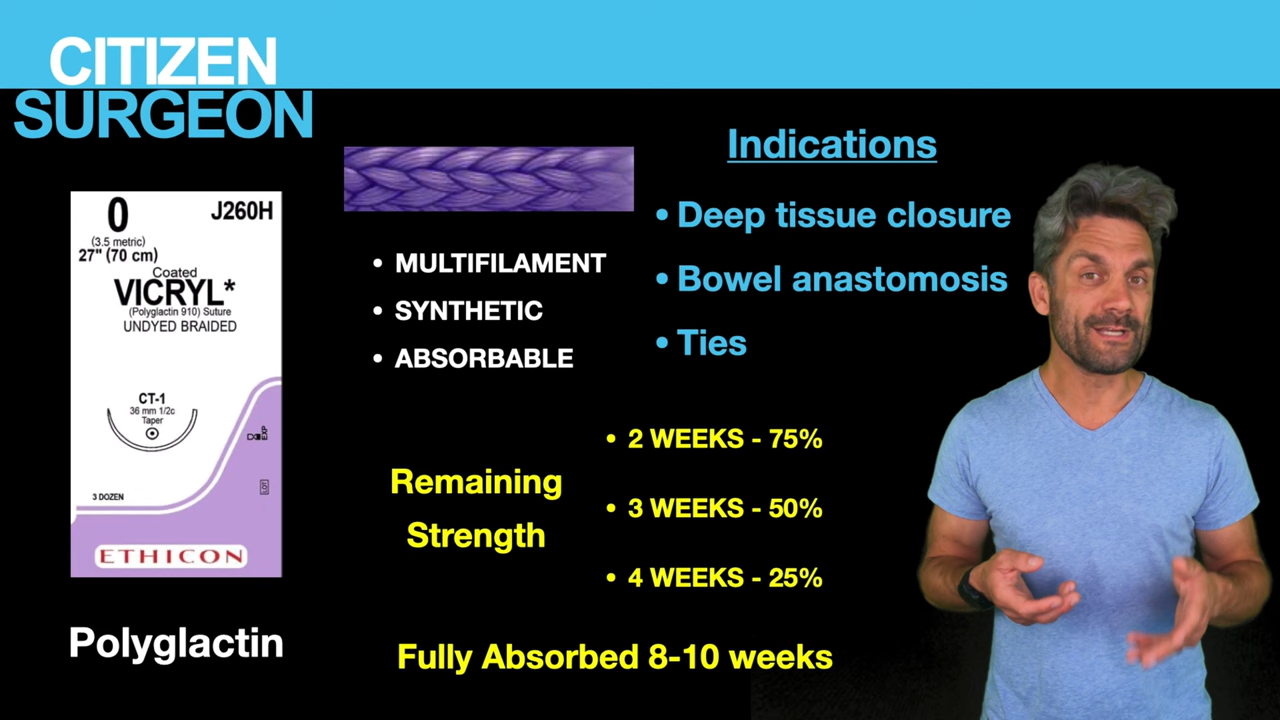 CITIZEN
SURGEON
0
J260H
(3.5 metric)
27" (70 cm)
Coated
VICRYL*
(Polyglactin 910) Suture
UNDYED BRAIDED
CT-1
36 mm 1/2c
Taper
EXP
LOT
3 DOZEN
ETHICON
Polyglactin
• MULTIFILAMENT
• SYNTHETIC
• ABSORBABLE
Indications
• Deep tissue closure
• Bowel anastomosis
• Ties
Remaining
Strength
• 2 WEEKS - 75%
• 3 WEEKS - 50%
• 4 WEEKS - 25%
Fully Absorbed 8-10 weeks